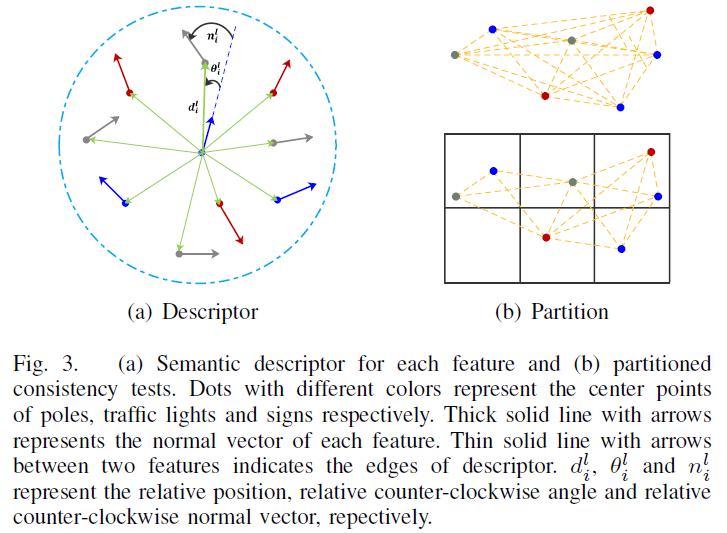 n_i^l
θ_i^l
d_i^l
(a) Descriptor
(b) Partition
Fig. 3. (a) Semantic descriptor for each feature and (b) partitioned
consistency tests. Dots with different colors represent the center points
of poles, traffic lights and signs respectively. Thick solid line with arrows
represents the normal vector of each feature. Thin solid line with arrows
between two features indicates the edges of descriptor. d_i^l, θ_i^l and n_i^l
represent the relative position, relative counter-clockwise angle and relative
counter-clockwise normal vector, repectively.